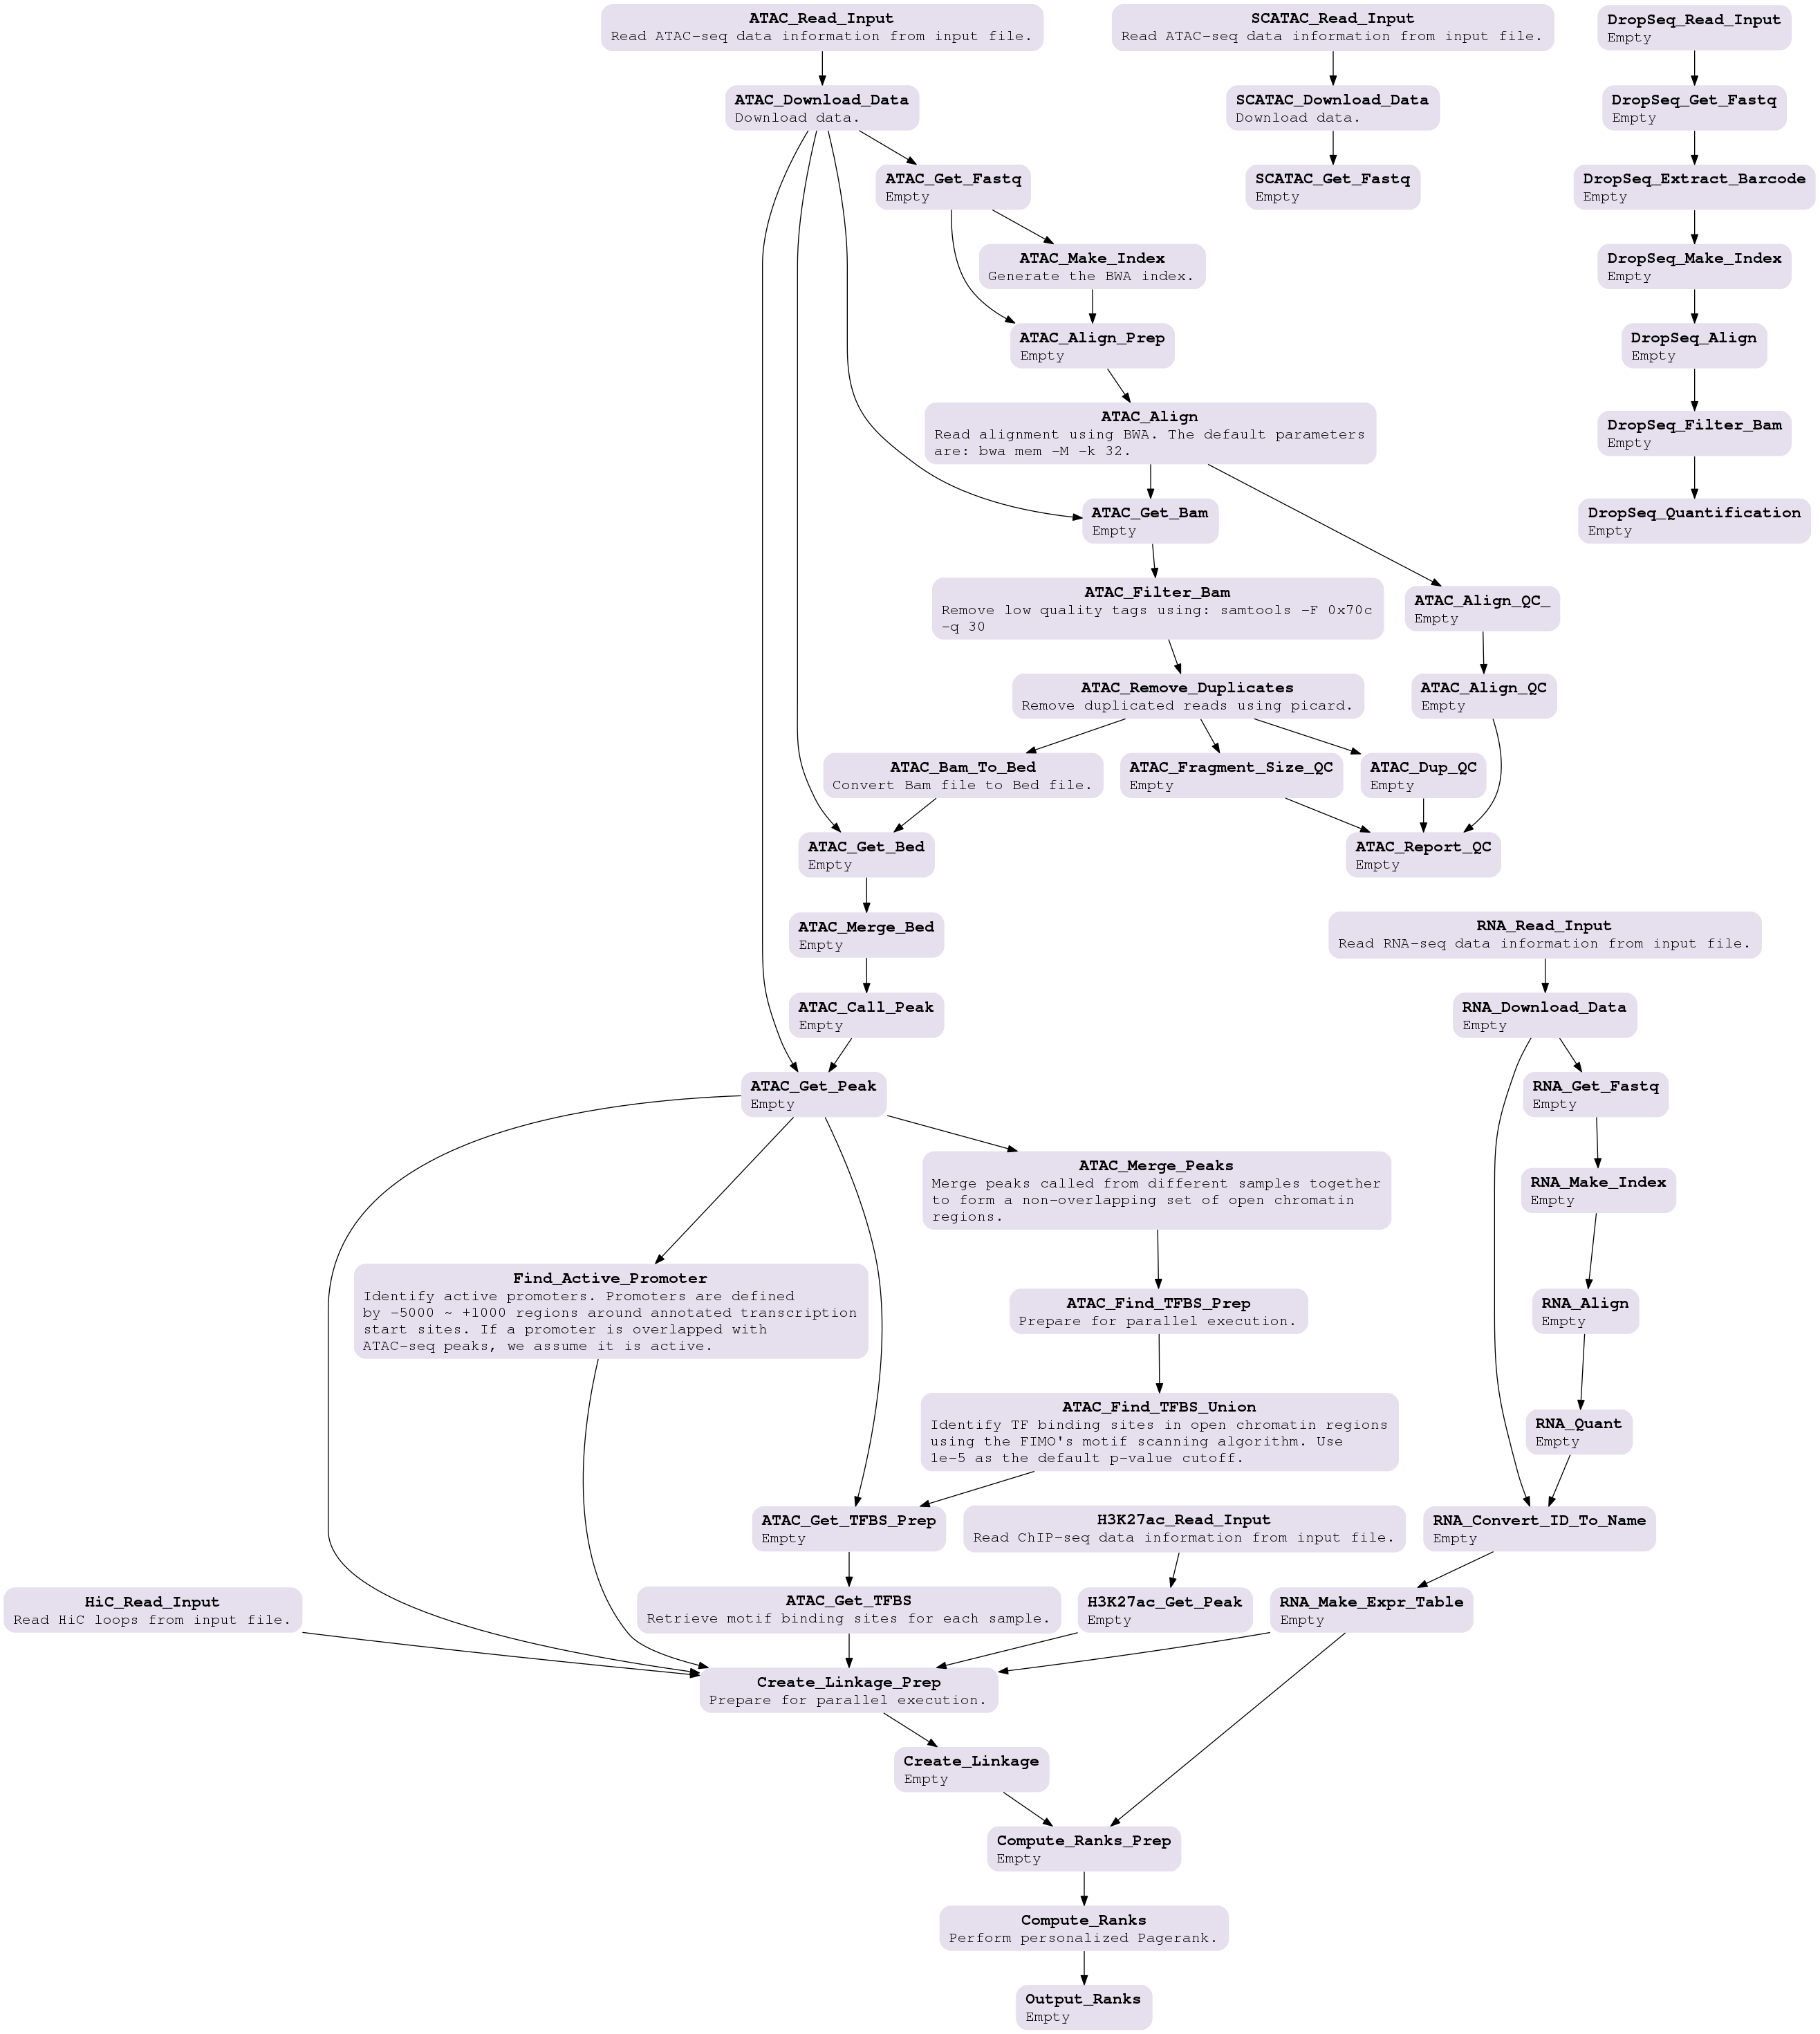 ATAC_Read_Input
Read ATAC-seq data information from input file.
SCATAC_Read_Input
Read ATAC-seq data information from input file.
DropSeq_Read_Input
Empty
ATAC_Download_Data
Download data.
SCATAC_Download_Data
Download data.
DropSeq_Get_Fastq
Empty
ATAC_Get_Fastq
Empty
SCATAC_Get_Fastq
Empty
DropSeq_Extract_Barcode
Empty
ATAC_Make_Index
Generate the BWA index.
DropSeq_Make_Index
Empty
ATAC_Align_Prep
Empty
DropSeq_Align
Empty
ATAC_Align
Read alignment using BWA. The default parameters
are: bwa mem -M -k 32.
DropSeq_Filter_Bam
Empty
ATAC_Get_Bam
Empty
DropSeq_Quantification
Empty
ATAC_Filter_Bam
Remove low quality tags using: samtools -F 0x70c
-q 30
ATAC_Align_QC_
Empty
ATAC_Remove_Duplicates
Remove duplicated reads using picard.
ATAC_Align_QC
Empty
ATAC_Bam_To_Bed
Convert Bam file to Bed file.
ATAC_Fragment_Size_QC
Empty
ATAC_Dup_QC
Empty
ATAC_Get_Bed
Empty
ATAC_Report_QC
Empty
ATAC_Merge_Bed
Empty
RNA_Read_Input
Read RNA-seq data information from input file.
ATAC_Call_Peak
Empty
RNA_Download_Data
Empty
ATAC_Get_Peak
Empty
RNA_Get_Fastq
Empty
ATAC_Merge_Peaks
Merge peaks called from different samples together
to form a non-overlapping set of open chromatin
regions.
RNA_Make_Index
Empty
Find_Active_Promoter
Identify active promoters. Promoters are defined
by -5000 ~ +1000 regions around annotated transcription
start sites. If a promoter is overlapped with
ATAC-seq peaks, we assume it is active.
ATAC_Find_TFBS_Prep
Prepare for parallel execution.
RNA_Align
Empty
ATAC_Find_TFBS_Union
Identify TF binding sites in open chromatin regions
using the FIMO's motif scanning algorithm. Use
1e-5 as the default p-value cutoff.
RNA_Quant
Empty
ATAC_Get_TFBS_Prep
Empty
H3K27ac_Read_Input
Read ChIP-seq data information from input file.
RNA_Convert_ID_To_Name
Empty
HiC_Read_Input
Read HiC loops from input file.
ATAC_Get_TFBS
Retrieve motif binding sites for each sample.
H3K27ac_Get_Peak
Empty
RNA_Make_Expr_Table
Empty
Create_Linkage_Prep
Prepare for parallel execution.
Create_Linkage
Empty
Compute_Ranks_Prep
Empty
Compute_Ranks
Perform personalized Pagerank.
Output_Ranks
Empty